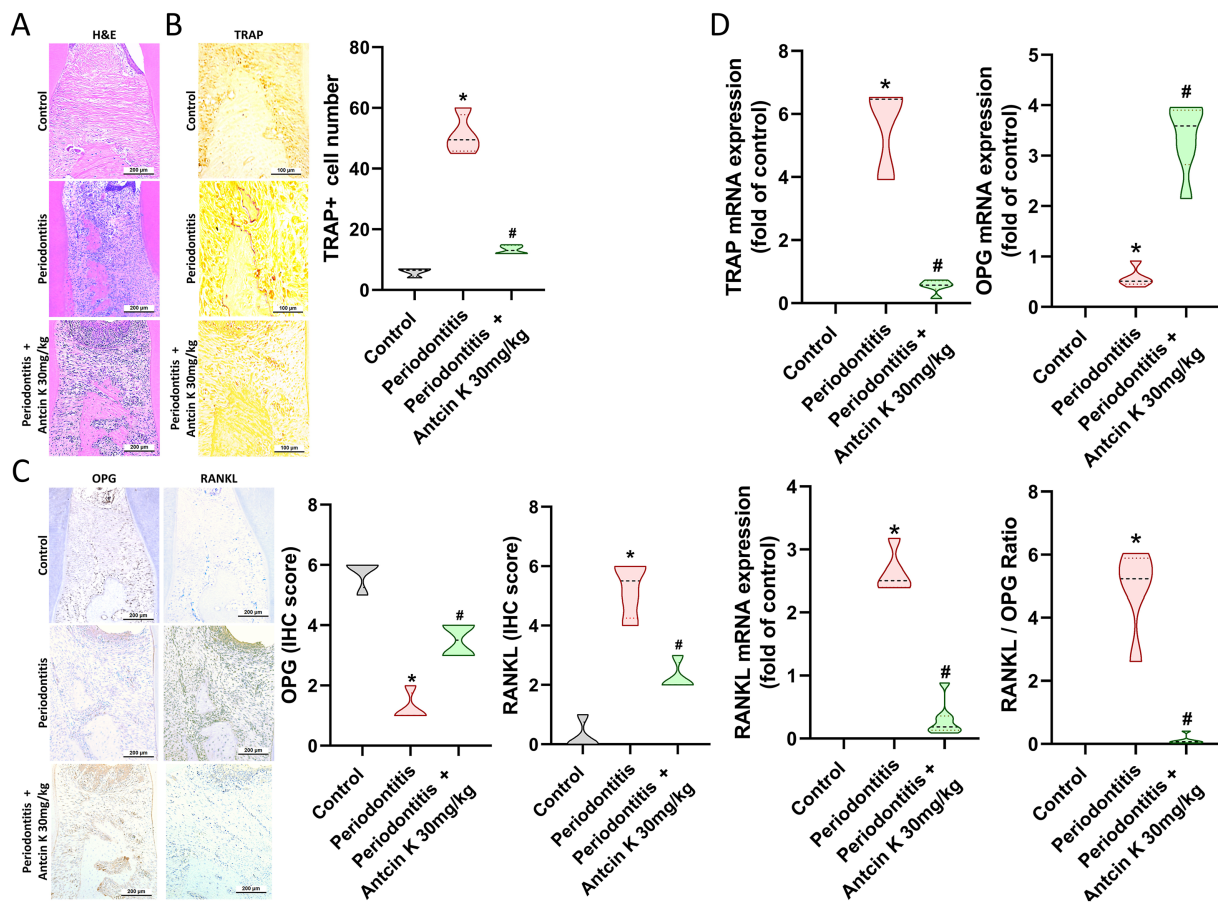 A
H&E
Control
200 μm
Periodontitis
200 μm
Periodontitis +
Antcin K 30mg/kg
200 μm
B
TRAP
Control
100 μm
Periodontitis
100 μm
Periodontitis +
Antcin K 30mg/kg
100 μm
TRAP+ cell number
80
60
40
20
0
*
#
Control
Periodontitis
Periodontitis +
Antcin K 30mg/kg
C
OPG
RANKL
Control
200 μm
200 μm
Periodontitis
200 μm
200 μm
Periodontitis +
Antcin K 30mg/kg
200 μm
200 μm
OPG (IHC score)
8
6
4
2
0
*
#
Control
Periodontitis
Periodontitis +
Antcin K 30mg/kg
RANKL (IHC score)
8
6
4
2
0
*
#
Control
Periodontitis
Periodontitis +
Antcin K 30mg/kg
D
TRAP mRNA expression
(fold of control)
8
6
4
2
0
*
#
Control
Periodontitis
Periodontitis +
Antcin K 30mg/kg
OPG mRNA expression
(fold of control)
5
4
3
2
1
0
*
#
Control
Periodontitis
Periodontitis +
Antcin K 30mg/kg
RANKL mRNA expression
(fold of control)
4
3
2
1
0
*
#
Control
Periodontitis
Periodontitis +
Antcin K 30mg/kg
RANKL / OPG Ratio
8
6
4
2
0
*
#
Control
Periodontitis
Periodontitis +
Antcin K 30mg/kg